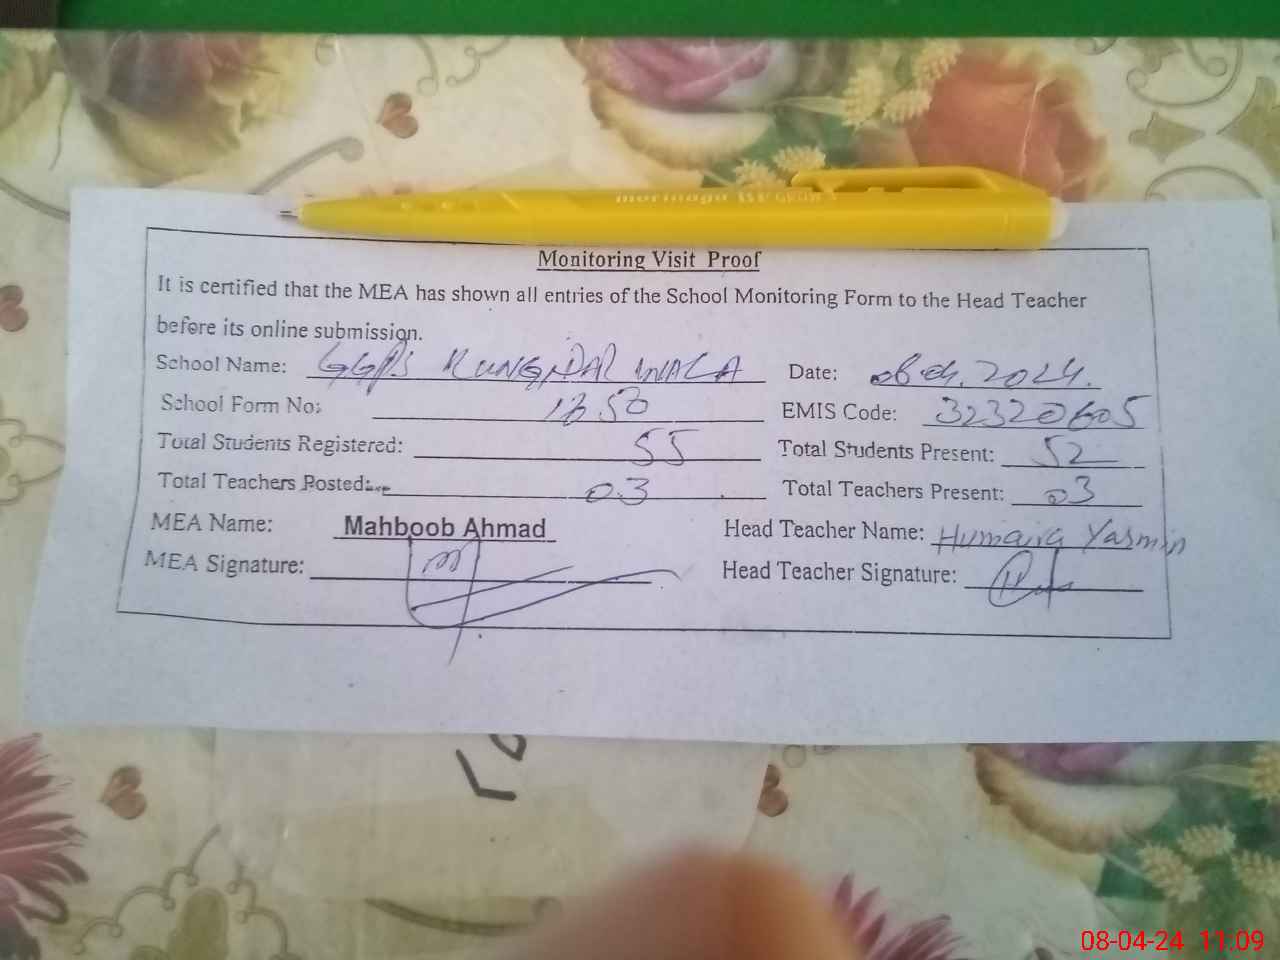 Monitoring Visit Proof
It is certified that the MEA has shown all entries of the School Monitoring Form to the Head Teacher
before its online submission.
School Name: GGPS WALA Date: 08.04.2024.
School Form No: EMIS Code: 32320605
Total Students Registered: 55 Total Students Present: 52
Total Teachers Posted: 03 Total Teachers Present: 03
MEA Name: Mahboob Ahmad Head Teacher Name: Humaira Yasmin
MEA Signature: Head Teacher Signature:
08-04-24 11:09